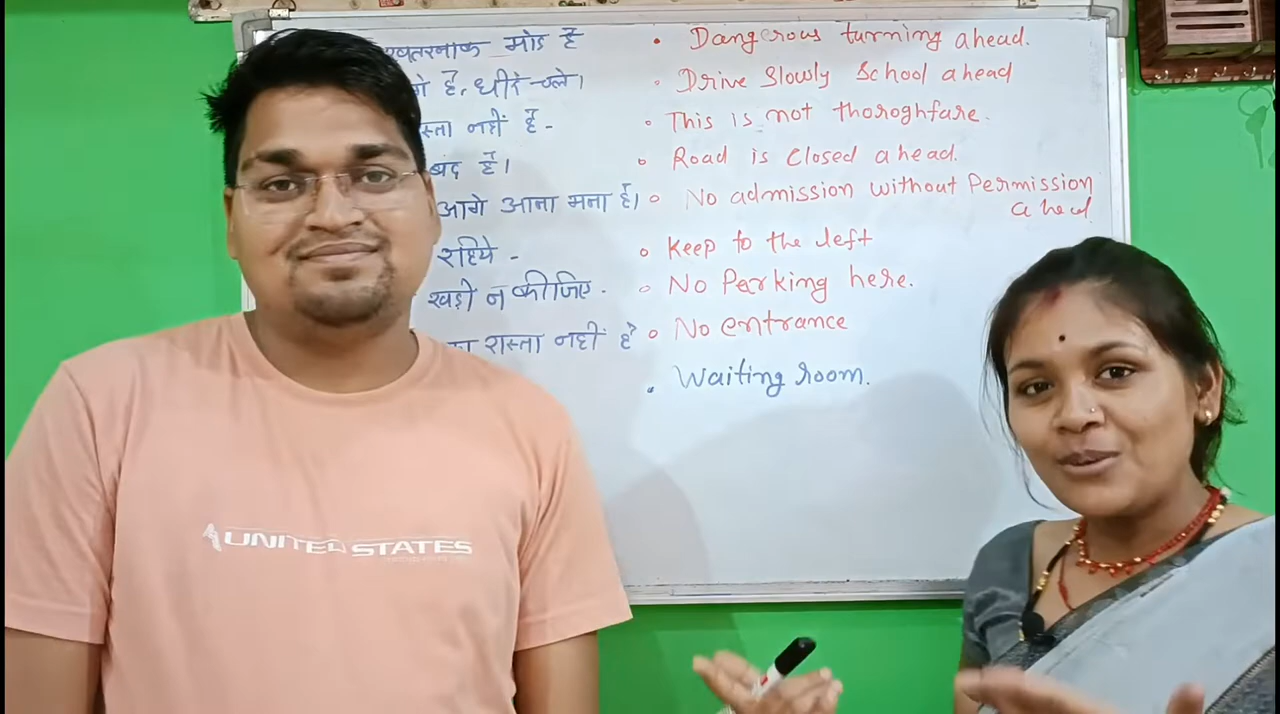 खतरनाक मोड़ है
• Dangerous turning ahead.
है, धीरे चले।
• Drive Slowly School ahead
नहीं है -
• This is not thoroghfare.
बंद है।
• Road is Closed ahead.
आगे आना मना है।
• No admission without Permission
ahead
रहिये -
• Keep to the left
खड़ी न कीजिए.
• No Parking here.
रास्ता नहीं है
• No entrance
• Waiting room.
UNITED STATES